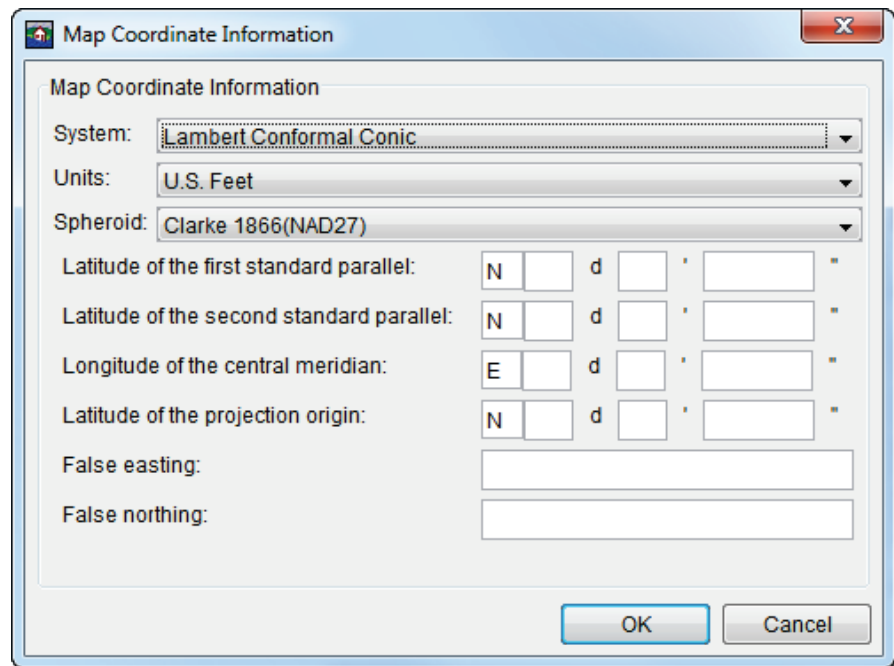 Map Coordinate Information
Map Coordinate Information
System: Lambert Conformal Conic
Units: U.S. Feet
Spheroid: Clarke 1866(NAD27)
Latitude of the first standard parallel: N d ' "
Latitude of the second standard parallel: N d ' "
Longitude of the central meridian: E d ' "
Latitude of the projection origin: N d ' "
False easting:
False northing:
OK Cancel